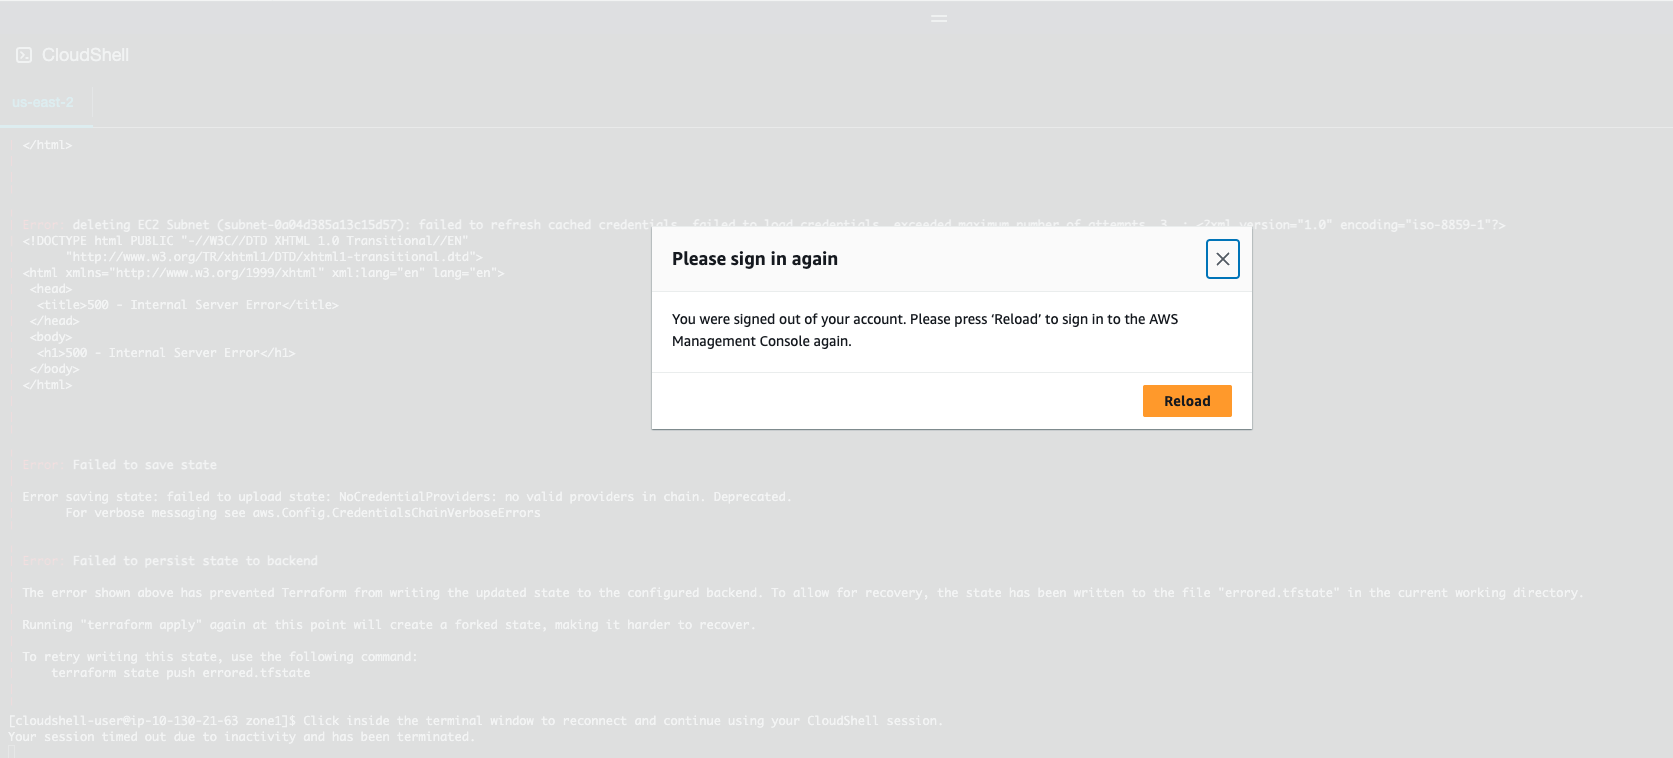 CloudShell
us-east-2
</html>
Error: deleting EC2 Subnet (subnet-0a04d385a13c15d57): failed to refresh cached credentials, failed to load credentials, exceeded maximum number of attempts, 3, : <?xml version="1.0" encoding="iso-8859-1"?>
<!DOCTYPE html PUBLIC "-//W3C//DTD XHTML 1.0 Transitional//EN"
"http://www.w3.org/TR/xhtml1/DTD/xhtml1-transitional.dtd">
<html xmlns="http://www.w3.org/1999/xhtml" xml:lang="en" lang="en">
<head>
<title>500 - Internal Server Error</title>
</head>
<body>
<h1>500 - Internal Server Error</h1>
</body>
</html>
Please sign in again
You were signed out of your account. Please press ‘Reload’ to sign in to the AWS
Management Console again.
Reload
Error: Failed to save state
Error saving state: failed to upload state: NoCredentialProviders: no valid providers in chain. Deprecated.
For verbose messaging see aws.Config.CredentialsChainVerboseErrors
Error: Failed to persist state to backend
The error shown above has prevented Terraform from writing the updated state to the configured backend. To allow for recovery, the state has been written to the file "errored.tfstate" in the current working directory.
Running "terraform apply" again at this point will create a forked state, making it harder to recover.
To retry writing this state, use the following command:
terraform state push errored.tfstate
[cloudshell-user@ip-10-130-21-63 zone1]$ Click inside the terminal window to reconnect and continue using your CloudShell session.
Your session timed out due to inactivity and has been terminated.